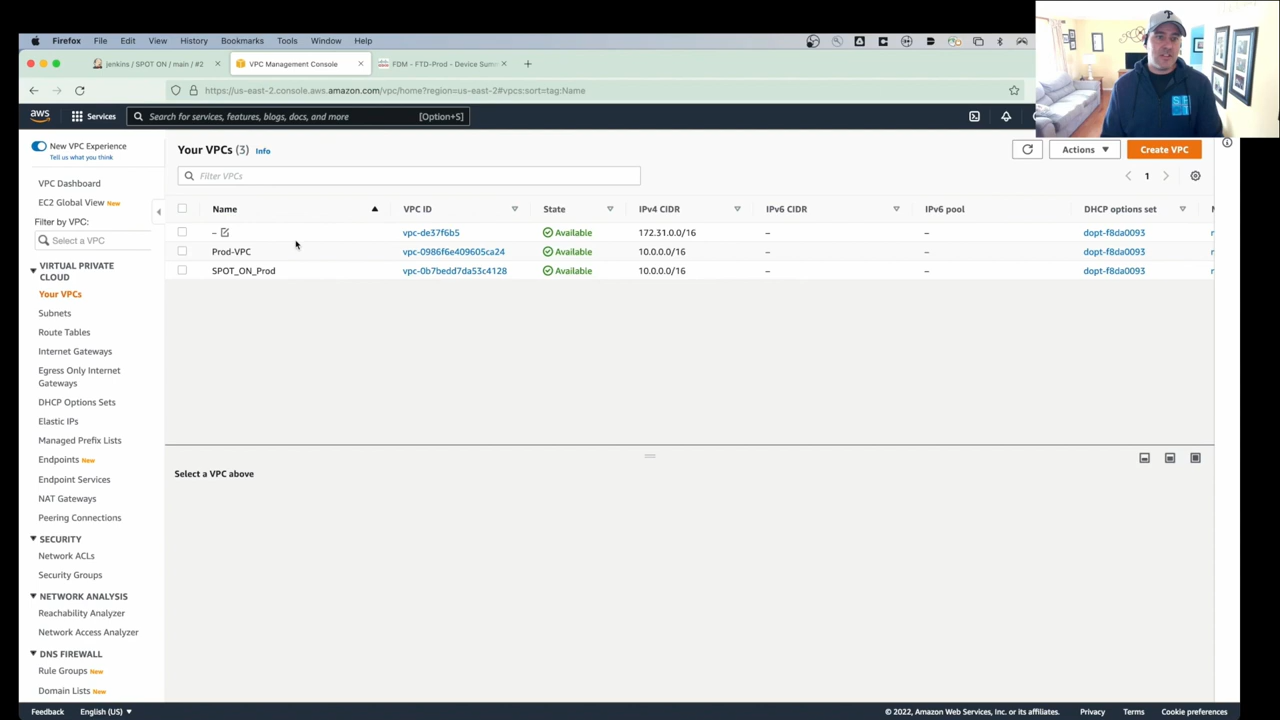 Firefox File Edit View History Bookmarks Tools Window Help
jenkins / SPOT ON / main / #2
VPC Management Console
FDM - FTD-Prod - Device Summ
https://us-east-2.console.aws.amazon.com/vpc/home?region=us-east-2#vpcs:sort=tag:Name
aws Services Search for services, features, blogs, docs, and more [Option+S]
New VPC Experience
Tell us what you think
VPC Dashboard
EC2 Global View New
Filter by VPC:
Select a VPC
VIRTUAL PRIVATE
CLOUD
Your VPCs
Subnets
Route Tables
Internet Gateways
Egress Only Internet
Gateways
DHCP Options Sets
Elastic IPs
Managed Prefix Lists
Endpoints New
Endpoint Services
NAT Gateways
Peering Connections
SECURITY
Network ACLs
Security Groups
NETWORK ANALYSIS
Reachability Analyzer
Network Access Analyzer
DNS FIREWALL
Rule Groups New
Domain Lists New
Your VPCs (3) Info
Actions Create VPC
Filter VPCs
1
Name VPC ID State IPv4 CIDR IPv6 CIDR IPv6 pool DHCP options set
– vpc-de37f6b5 Available 172.31.0.0/16 – – dopt-f8da0093
Prod-VPC vpc-0986f6e409605ca24 Available 10.0.0.0/16 – – dopt-f8da0093
SPOT_ON_Prod vpc-0b7bedd7da53c4128 Available 10.0.0.0/16 – – dopt-f8da0093
Select a VPC above
Feedback English (US) © 2022, Amazon Web Services, Inc. or its affiliates. Privacy Terms Cookie preferences